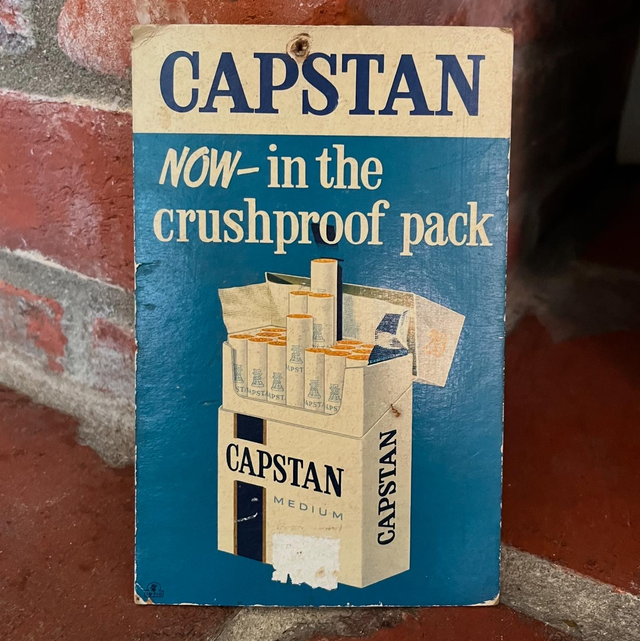 CAPSTAN
NOW- in the
crushproof pack
CAPSTAN
MEDIUM
CAPSTAN